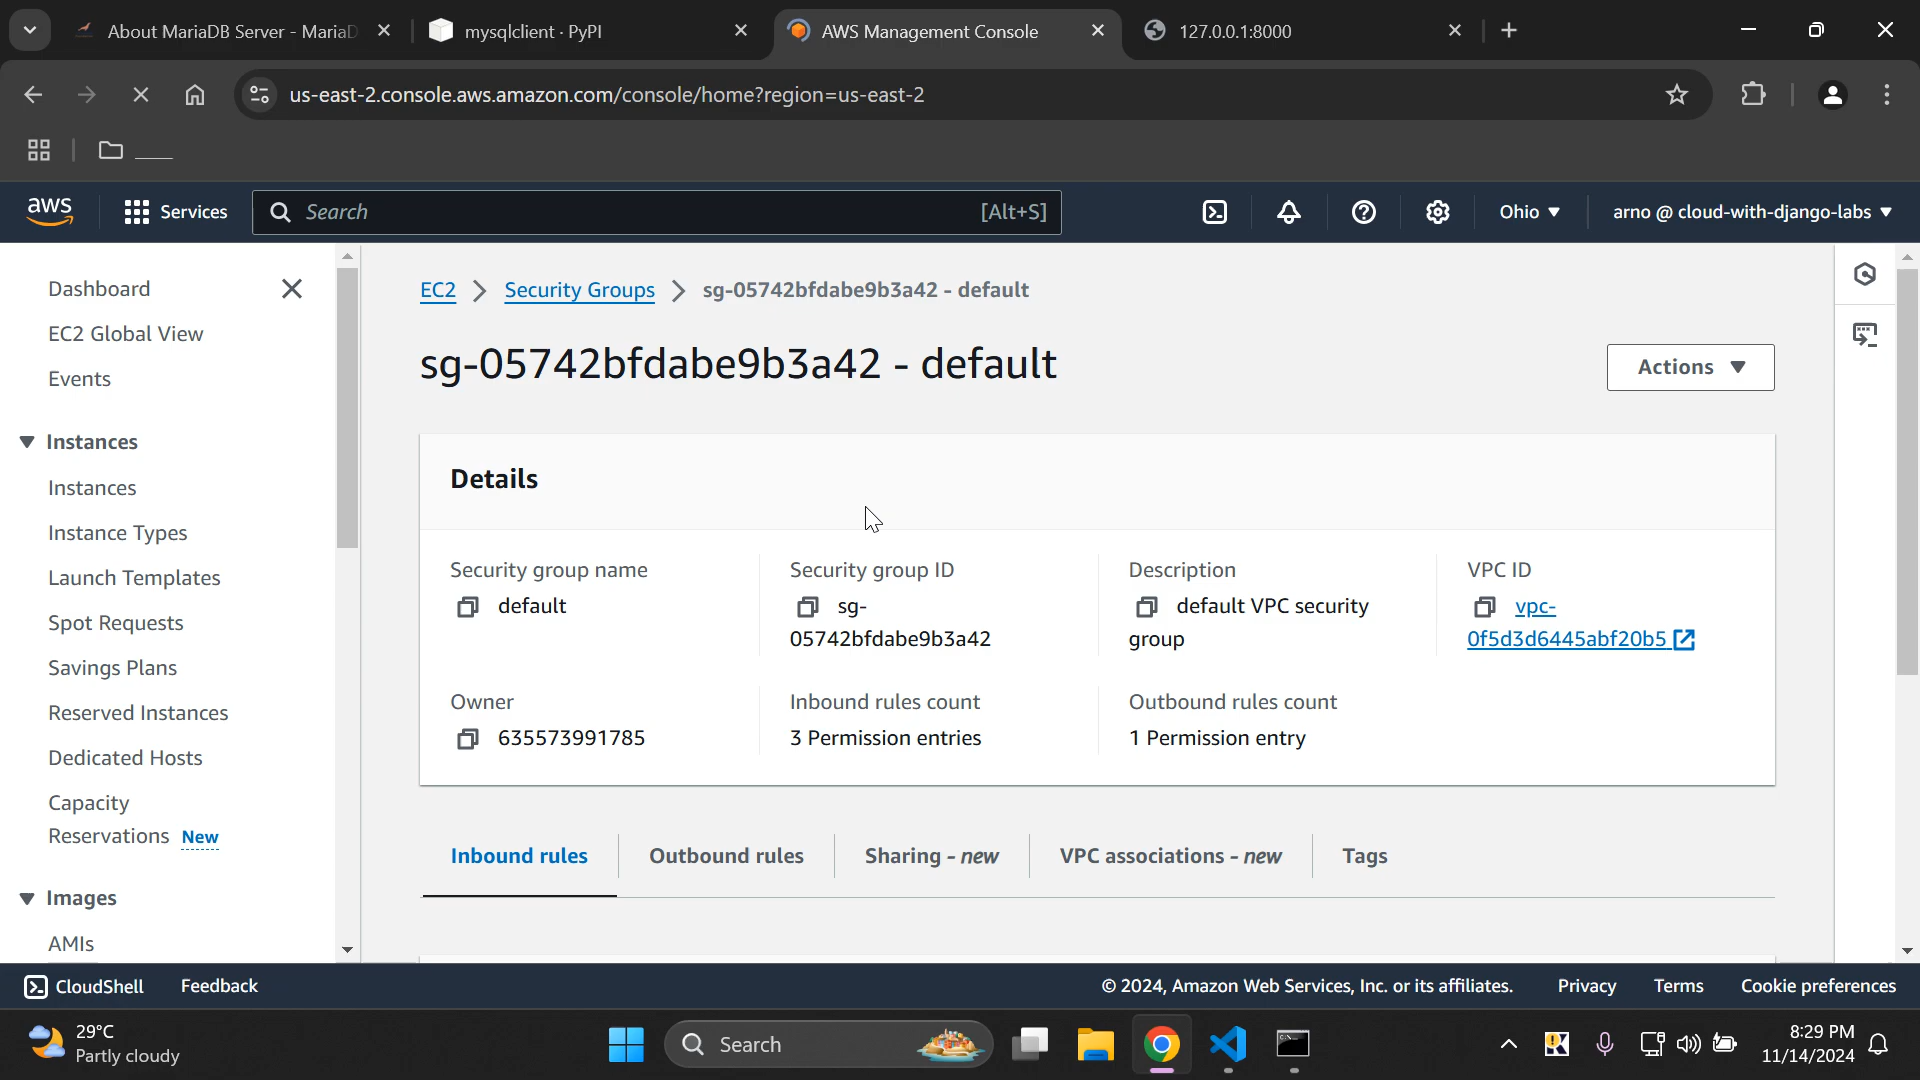 About MariaDB Server - MariaD
mysqlclient · PyPI
AWS Management Console
127.0.0.1:8000
us-east-2.console.aws.amazon.com/console/home?region=us-east-2
____
aws
Services
Search
[Alt+S]
Ohio
arno @ cloud-with-django-labs
Dashboard
EC2 Global View
Events
Instances
Instances
Instance Types
Launch Templates
Spot Requests
Savings Plans
Reserved Instances
Dedicated Hosts
Capacity
Reservations New
Images
AMIs
EC2 > Security Groups > sg-05742bfdabe9b3a42 - default
sg-05742bfdabe9b3a42 - default
Actions
Details
Security group name
default
Security group ID
sg-
05742bfdabe9b3a42
Description
default VPC security
group
VPC ID
vpc-
0f5d3d6445abf20b5
Owner
635573991785
Inbound rules count
3 Permission entries
Outbound rules count
1 Permission entry
Inbound rules
Outbound rules
Sharing - new
VPC associations - new
Tags
CloudShell
Feedback
© 2024, Amazon Web Services, Inc. or its affiliates.
Privacy
Terms
Cookie preferences
29°C
Partly cloudy
Search
8:29 PM
11/14/2024